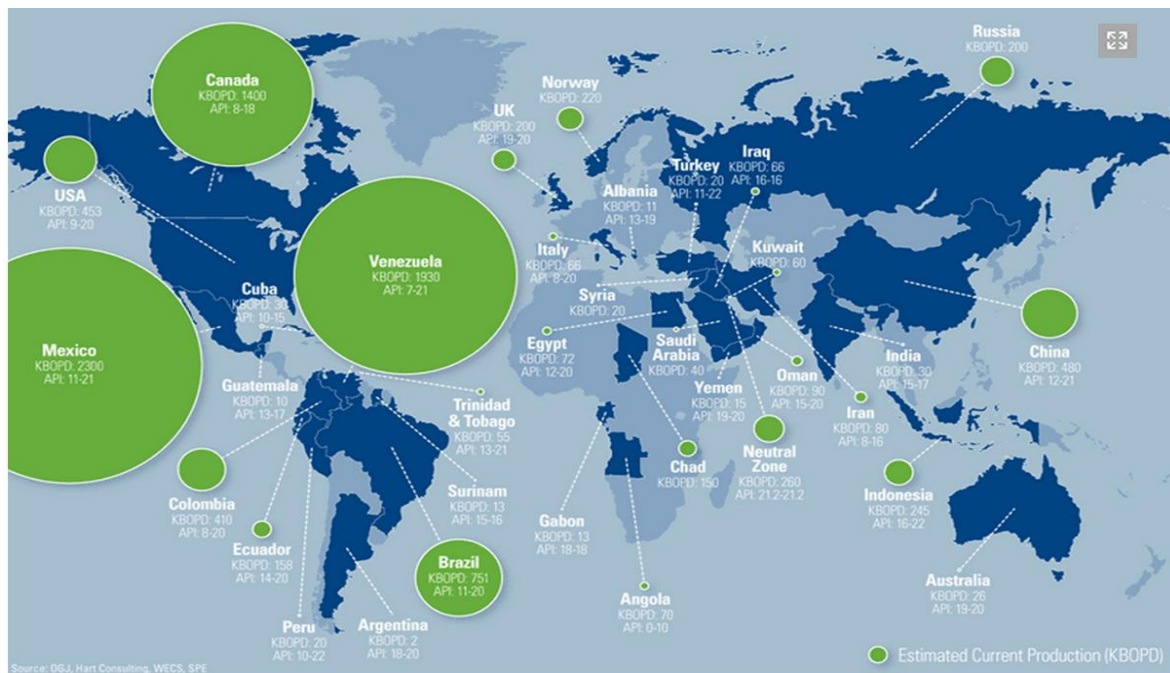 Canada
KBOPD: 1400
API: 8-18
Russia
KBOPD: 200
Norway
KBOPD: 220
UK
KBOPD: 200
API: 19-20
USA
KBOPD: 453
API: 9-20
Turkey
KBOPD: 20
API: 11-22
Iraq
KBOPD: 66
API: 16-16
Albania
KBOPD: 11
API: 13-19
Italy
KBOPD: 66
API: 8-20
Kuwait
KBOPD: 60
Venezuela
KBOPD: 1930
API: 7-21
Cuba
KBOPD: 30
API: 10-15
Syria
KBOPD: 20
Mexico
KBOPD: 2300
API: 11-21
Egypt
KBOPD: 72
API: 12-20
Saudi
Arabia
KBOPD: 40
China
KBOPD: 480
API: 12-21
India
KBOPD: 30
API: 15-17
Guatemala
KBOPD: 10
API: 13-17
Yemen
KBOPD: 15
API: 19-20
Oman
KBOPD: 90
API: 15-20
Trinidad
& Tobago
KBOPD: 55
API: 13-21
Iran
KBOPD: 80
API: 8-16
Neutral
Zone
KBOPD: 260
API: 21.2-21.2
Chad
KBOPD: 150
Surinam
KBOPD: 13
API: 15-16
Indonesia
KBOPD: 245
API: 16-22
Colombia
KBOPD: 410
API: 8-20
Gabon
KBOPD: 13
API: 18-18
Ecuador
KBOPD: 158
API: 14-20
Brazil
KBOPD: 751
API: 11-20
Australia
KBOPD: 26
API: 19-20
Angola
KBOPD: 70
API: 0-10
Peru
KBOPD: 20
API: 10-22
Argentina
KBOPD: 2
API: 18-20
Estimated Current Production (KBOPD)
Source: OGJ, Hart Consulting, WECS, SPE